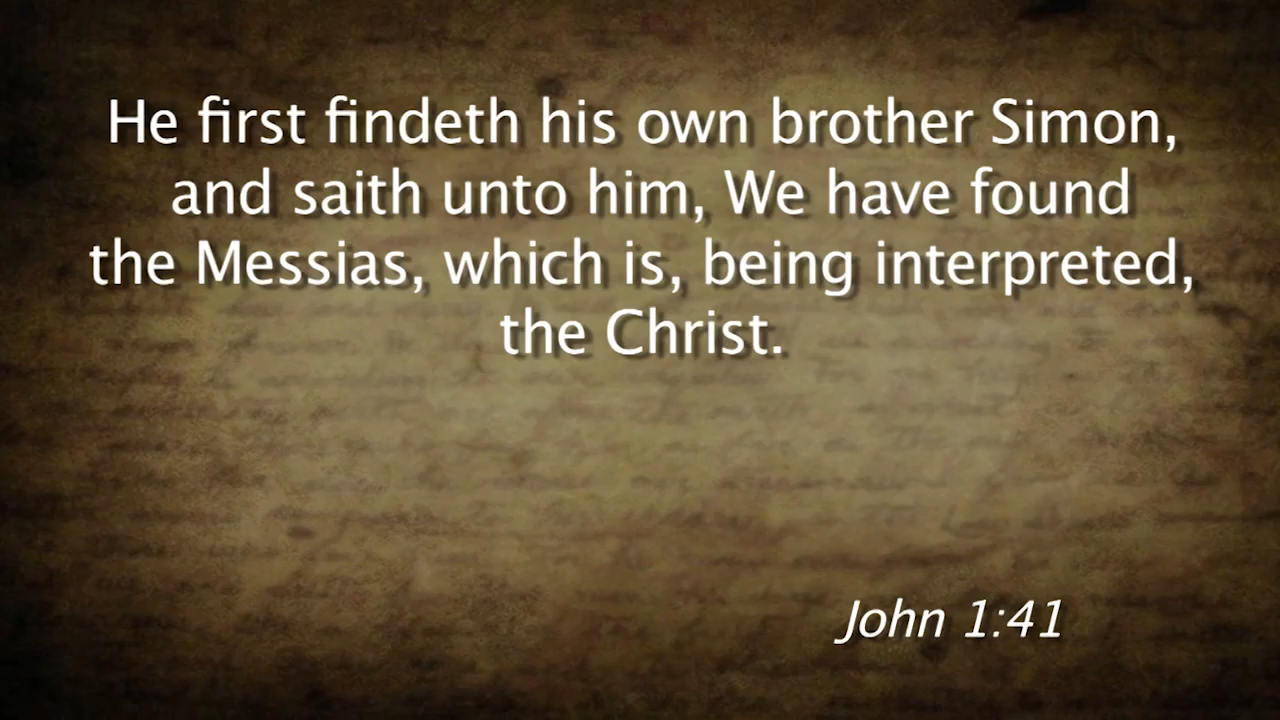 He first findeth his own brother Simon,
and saith unto him, We have found
the Messias, which is, being interpreted,
the Christ.
John 1:41